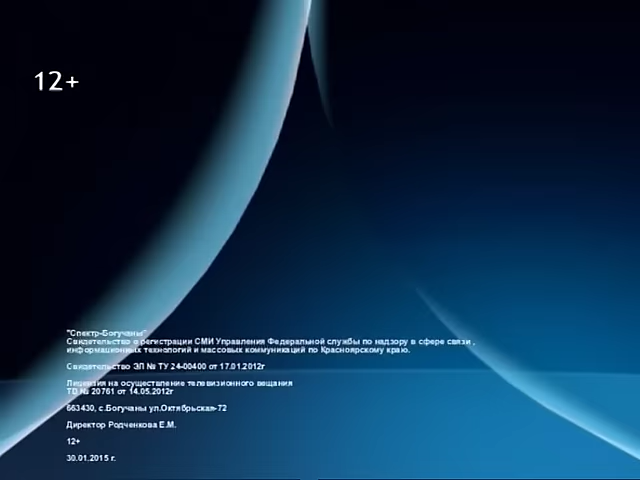 12+
"Спектр-Богучаны"
Свидетельство о регистрации СМИ Управления Федеральной службы по надзору в сфере связи ,
информационных технологий и массовых коммуникаций по Красноярскому краю.
Свидетельство ЭЛ № ТУ 24-00400 от 17.01.2012г
Лицензия на осуществление телевизионного вещания
ТВ № 20761 от 14.05.2012г
663430, с.Богучаны ул.Октябрьская-72
Директор Родченкова Е.М.
12+
30.01.2015 г.